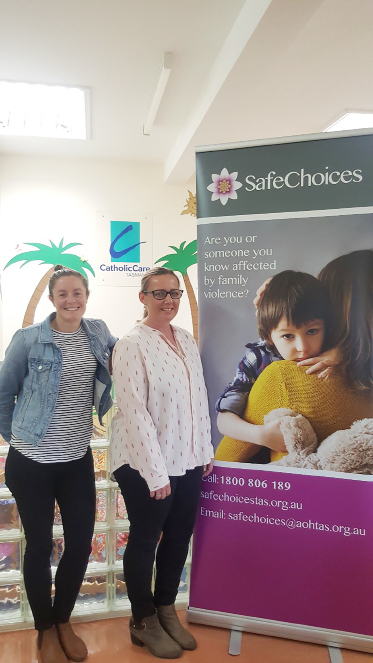 SafeChoices
Are you or
someone you
know affected
by family
violence?
CatholicCare
TASMANIA
Call: 1800 806 189
safechoicestas.org.au
Email: safechoices@aohtas.org.au